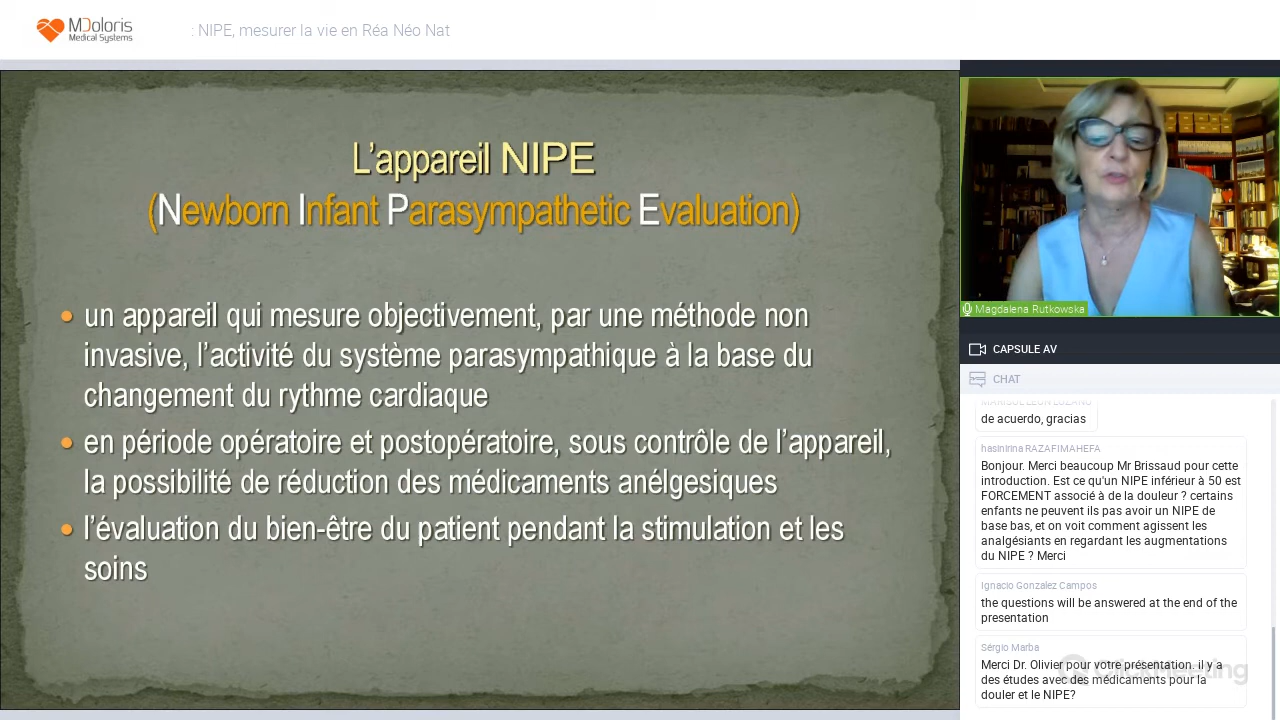 MDoloris
Medical Systems
: NIPE, mesurer la vie en Réa Néo Nat
L'appareil NIPE
(Newborn Infant Parasympathetic Evaluation)
• un appareil qui mesure objectivement, par une méthode non
invasive, l'activité du système parasympathique à la base du
changement du rythme cardiaque
• en période opératoire et postopératoire, sous contrôle de l'appareil,
la possibilité de réduction des médicaments anélgesiques
• l'évaluation du bien-être du patient pendant la stimulation et les
soins
Magdalena Rutkowska
CAPSULE AV
CHAT
MARISOL LEON LOZANO
de acuerdo, gracias
hasinirina RAZAFIMAHEFA
Bonjour. Merci beaucoup Mr Brissaud pour cette
introduction. Est ce qu'un NIPE inférieur à 50 est
FORCEMENT associé à de la douleur ? certains
enfants ne peuvent ils pas avoir un NIPE de
base bas, et on voit comment agissent les
analgésiants en regardant les augmentations
du NIPE ? Merci
Ignacio Gonzalez Campos
the questions will be answered at the end of the
presentation
Sérgio Marba
Merci Dr. Olivier pour votre présentation. il y a
des études avec des médicaments pour la
douler et le NIPE?
ClickMeeting